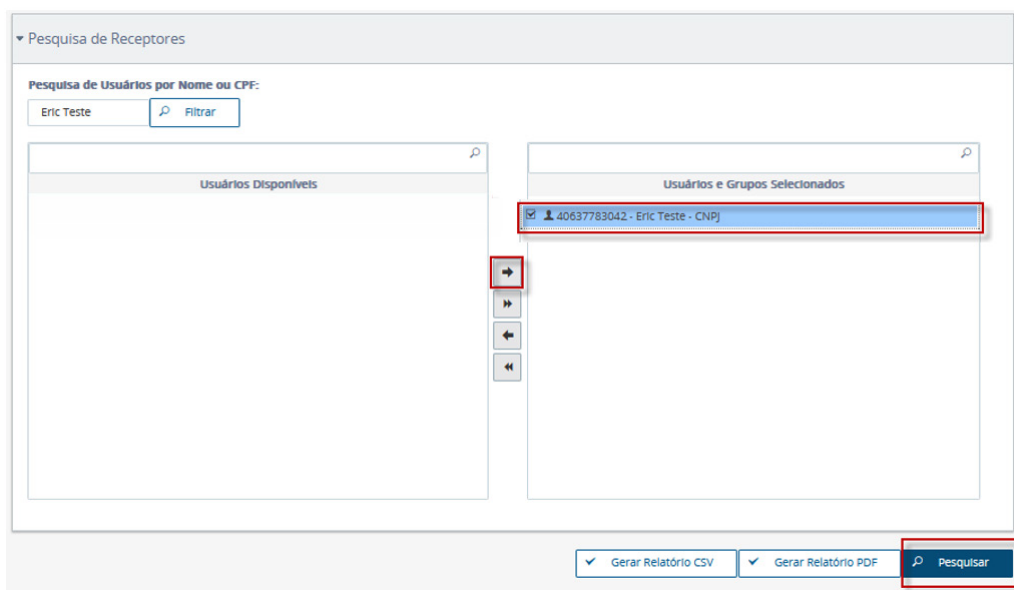 Pesquisa de Receptores
Pesquisa de Usuários por Nome ou CPF:
Eric Teste
Filtrar
Usuários Disponíveis
Usuários e Grupos Selecionados
40637783042 - Eric Teste - CNPJ
Gerar Relatório CSV
Gerar Relatório PDF
Pesquisar